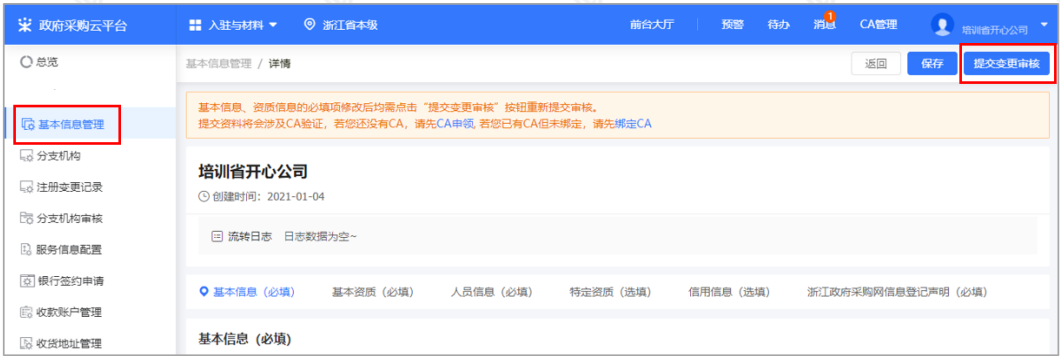 政府采购云平台 入驻与材料 浙江省本级 前台大厅 预警 待办 消息 1 CA管理 培训省开心公司
总览
基本信息管理
分支机构
注册变更记录
分支机构审核
服务信息配置
银行签约申请
收款账户管理
收货地址管理
基本信息管理 / 详情 返回 保存 提交变更审核
基本信息、资质信息的必填项修改后均需点击“提交变更审核”按钮重新提交审核。
提交资料将会涉及CA验证，若您还没有CA，请先CA申领, 若您已有CA但未绑定，请先绑定CA
培训省开心公司
创建时间：2021-01-04
流转日志 日志数据为空~
基本信息（必填） 基本资质（必填） 人员信息（必填） 特定资质（选填） 信用信息（选填） 浙江政府采购网信息登记声明（必填）
基本信息（必填）